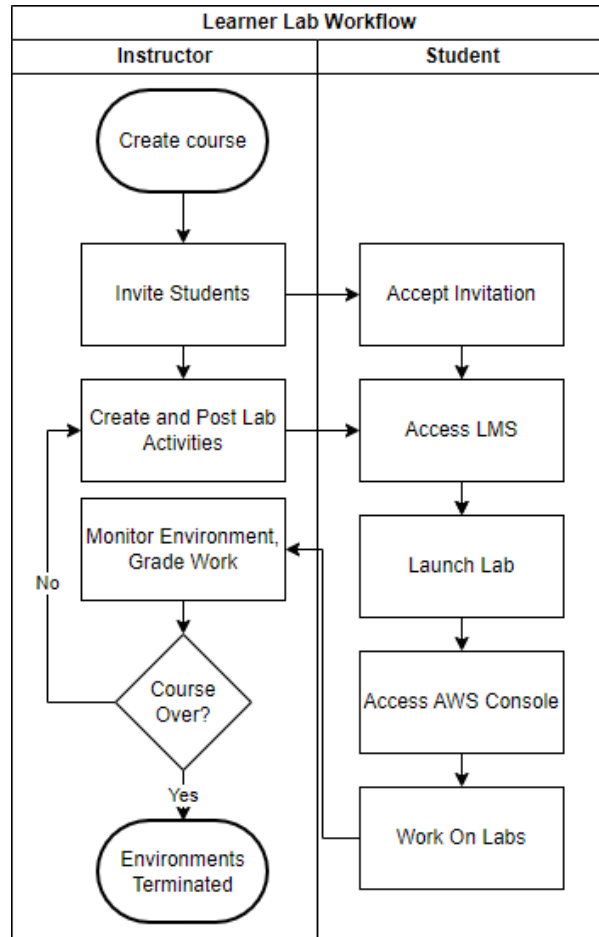 Learner Lab Workflow
Instructor
Student
Create course
Invite Students
Accept Invitation
Create and Post Lab
Activities
Access LMS
Monitor Environment,
Grade Work
Launch Lab
No
Course
Over?
Access AWS Console
Yes
Work On Labs
Environments
Terminated